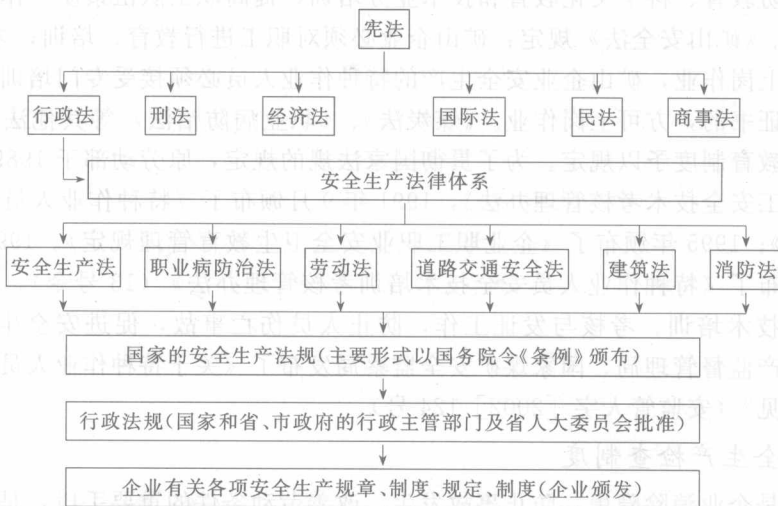 宪法
行政法 刑法 经济法 国际法 民法 商事法
安全生产法律体系
安全生产法 职业病防治法 劳动法 道路交通安全法 建筑法 消防法
国家的安全生产法规(主要形式以国务院令《条例》颁布)
行政法规(国家和省、市政府的行政主管部门及省人大委员会批准)
企业有关各项安全生产规章、制度、规定、制度(企业颁发)